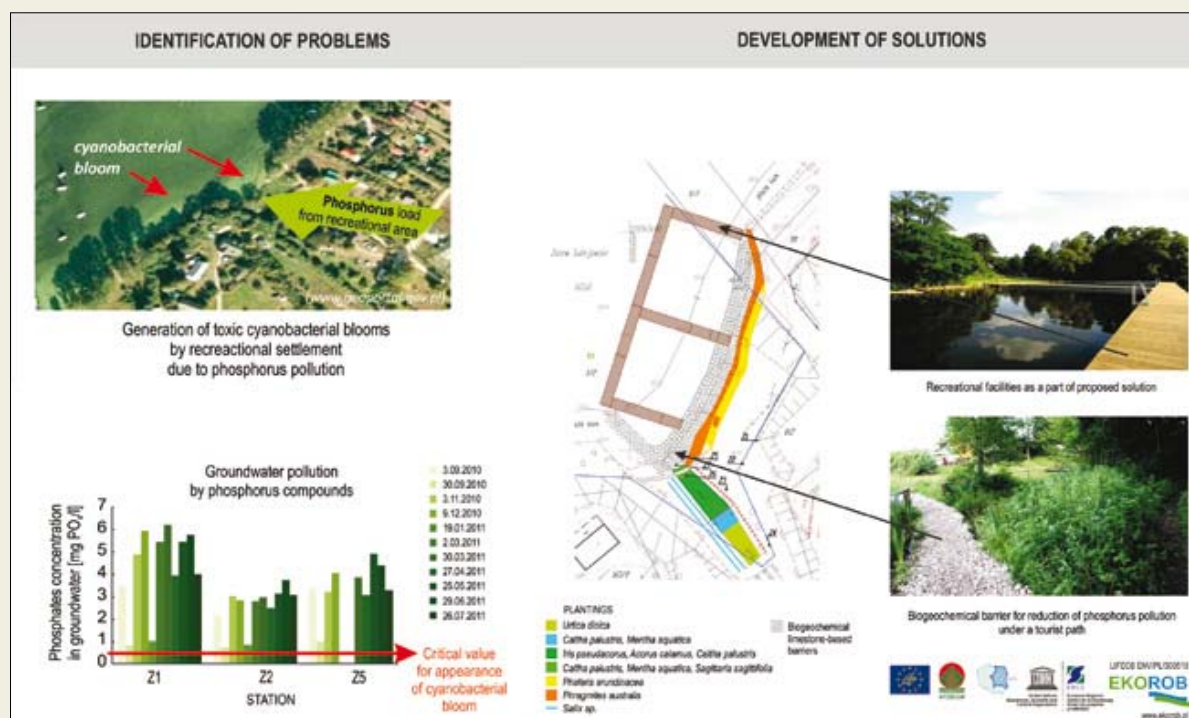 IDENTIFICATION OF PROBLEMS
DEVELOPMENT OF SOLUTIONS
cyanobacterial
bloom
Phosphorus load
from recreational
area
Generation of toxic cyanobacterial blooms
by recreactional settlement
due to phosphorus pollution
Groundwater pollution
by phosphorus compounds
Phosphates concentration
in groundwater [mg PO₄/l]
7
6
5
4
3
2
1
0
Z1
Z2
Z5
STATION
3.09.2010
30.09.2010
3.11.2010
9.12.2010
19.01.2011
2.03.2011
30.03.2011
27.04.2011
25.05.2011
29.06.2011
26.07.2011
Critical value
for appearance
of cyanobacterial
bloom
PLANTINGS
Urtica dioica
Caltha palustris, Mentha aquatica
Iris pseudacorus, Acorus calamus, Caltha palustris
Caltha palustris, Mentha aquatica, Sagittaria sagittifolia
Phalaris arundinacea
Phragmites australis
Salix sp.
Biogeochemical
limestone-based
barriers
Recreational facilities as a part of proposed solution
Biogeochemical barrier for reduction of phosphorus pollution
under a tourist path
EKOROB